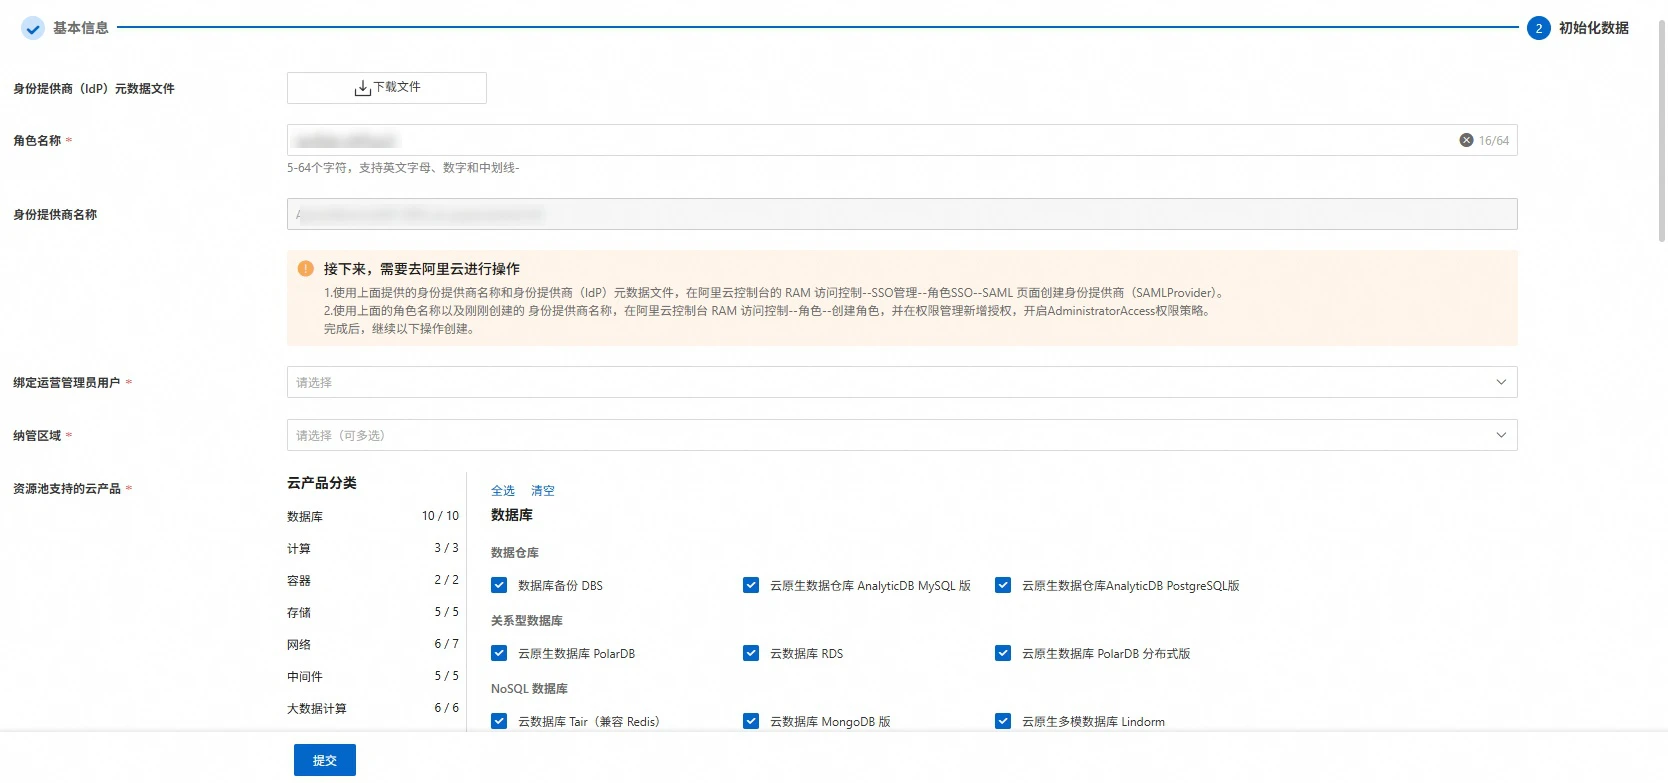 基本信息
2 初始化数据
身份提供商（IdP）元数据文件
下载文件
角色名称 *
16/64
5-64个字符，支持英文字母、数字和中划线-
身份提供商名称
A
接下来，需要去阿里云进行操作
1.使用上面提供的身份提供商名称和身份提供商（IdP）元数据文件，在阿里云控制台的 RAM 访问控制--SSO管理--角色SSO--SAML 页面创建身份提供商（SAMLProvider）。
2.使用上面的角色名称以及刚刚创建的 身份提供商名称，在阿里云控制台 RAM 访问控制--角色--创建角色，并在权限管理新增授权，开启AdministratorAccess权限策略。
完成后，继续以下操作创建。
绑定运营管理员用户 *
请选择
纳管区域 *
请选择（可多选）
资源池支持的云产品 *
云产品分类
数据库 10 / 10
计算 3 / 3
容器 2 / 2
存储 5 / 5
网络 6 / 7
中间件 5 / 5
大数据计算 6 / 6
全选 清空
数据库
数据仓库
数据库备份 DBS
云原生数据仓库 AnalyticDB MySQL 版
云原生数据仓库AnalyticDB PostgreSQL版
关系型数据库
云原生数据库 PolarDB
云数据库 RDS
云原生数据库 PolarDB 分布式版
NoSQL 数据库
云数据库 Tair（兼容 Redis）
云数据库 MongoDB 版
云原生多模数据库 Lindorm
提交